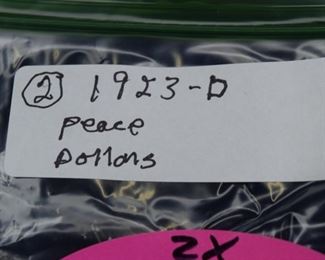 ② 1923-D
Peace
Dollars
2X